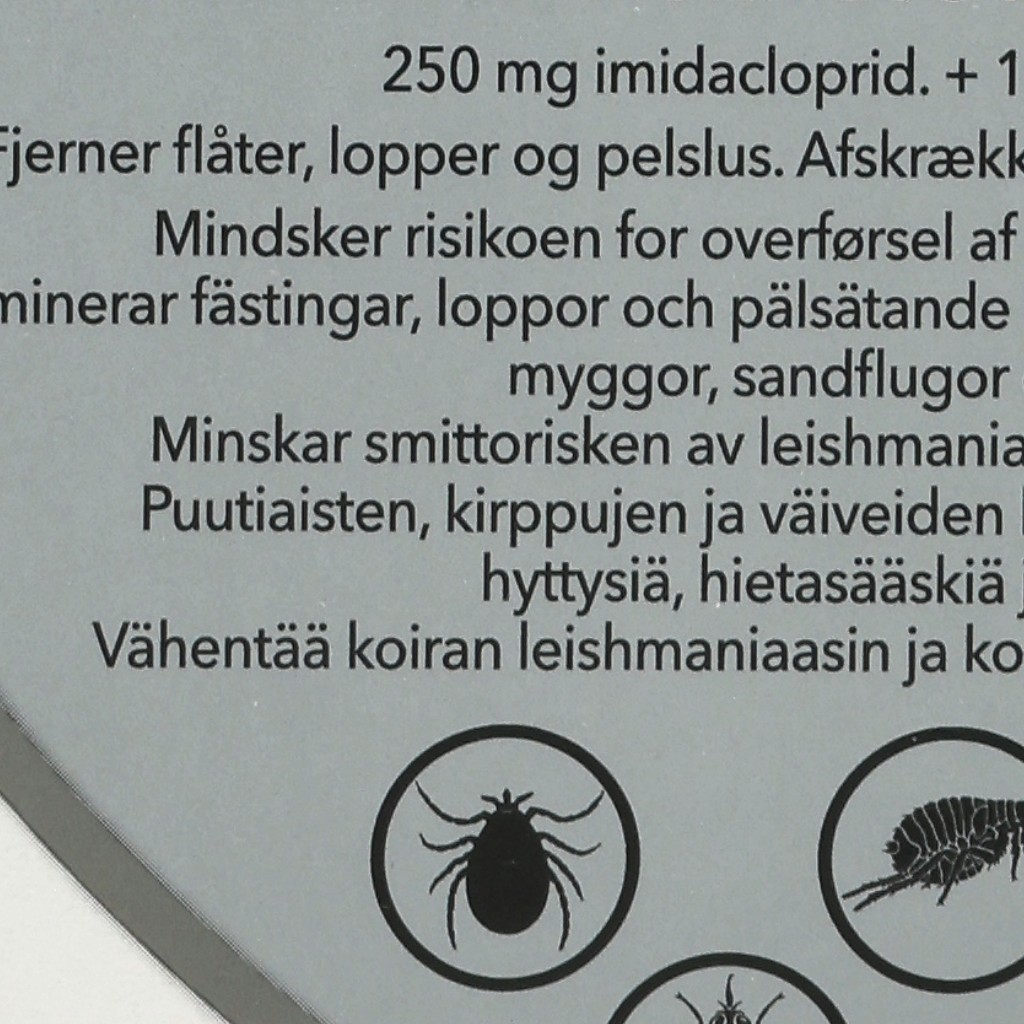 250 mg imidacloprid. + 1
Fjerner flåter, lopper og pelslus. Afskrækk
Mindsker risikoen for overførsel af
minerar fästingar, loppor och pälsätande
myggor, sandflugor
Minskar smittorisken av leishmania
Puutiaisten, kirppujen ja väiveiden
hyttysiä, hietasääskiä j
Vähentää koiran leishmaniaasin ja ko